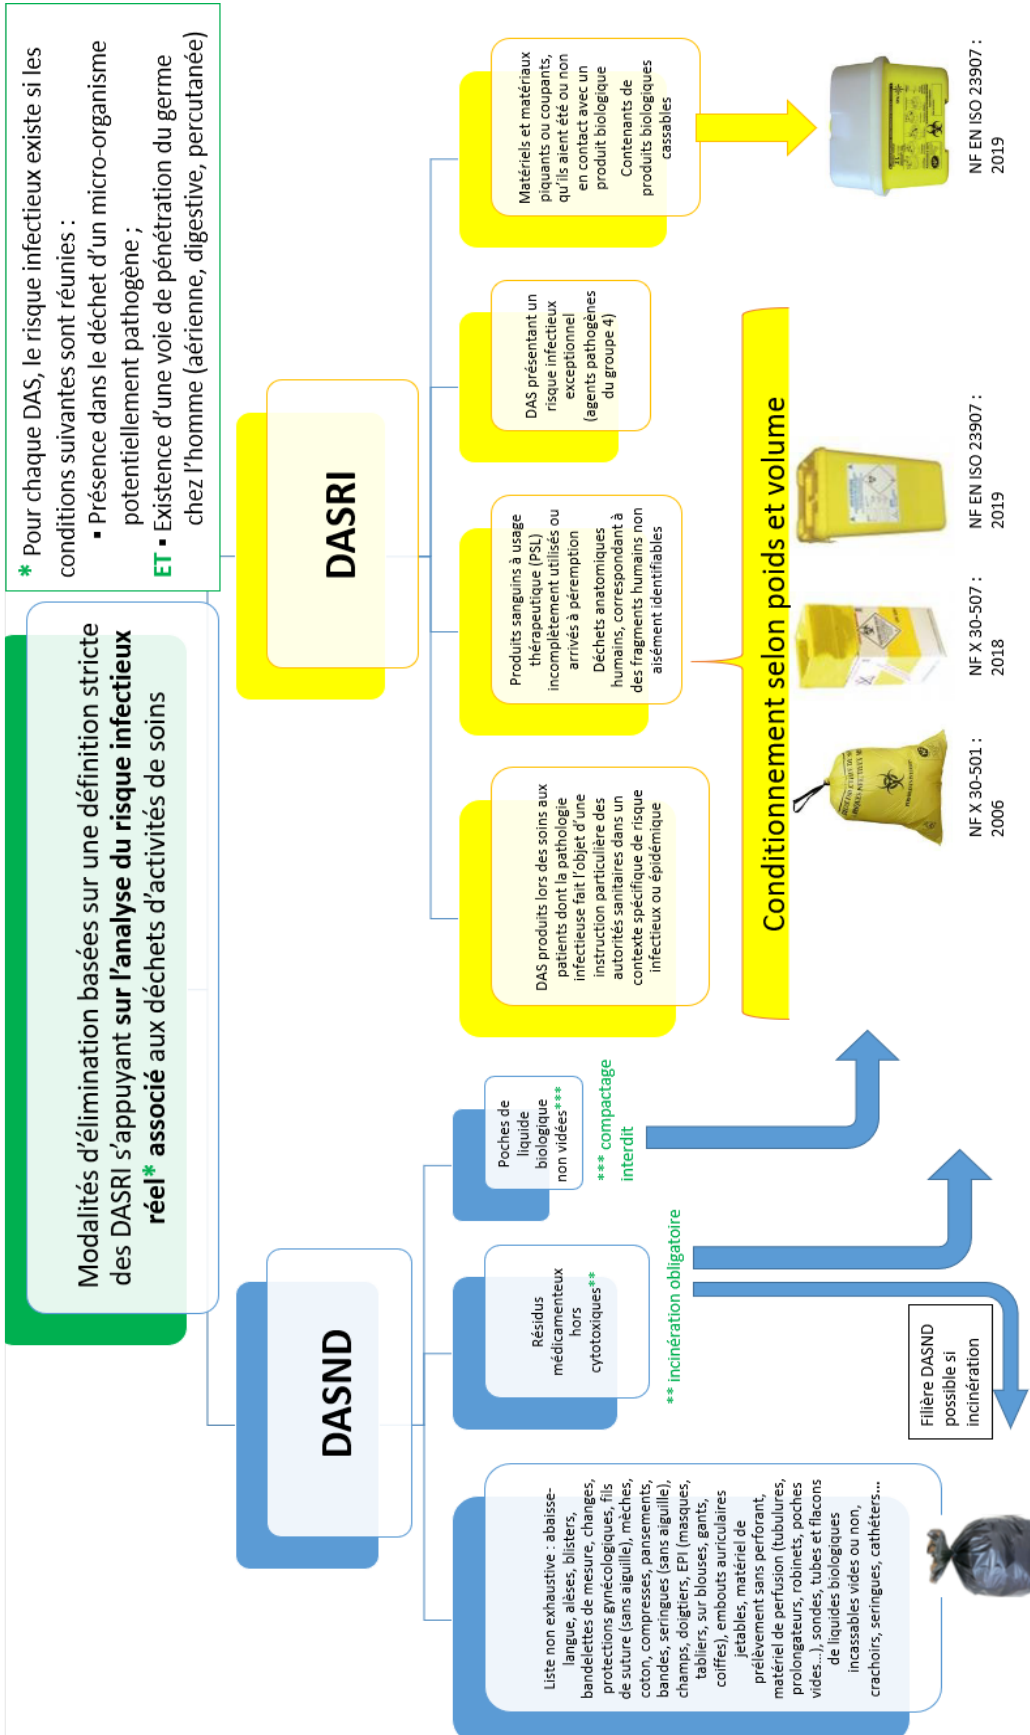 Modalités d'élimination basées sur une définition stricte
des DASRI s'appuyant sur l'analyse du risque infectieux
réel* associé aux déchets d'activités de soins
* Pour chaque DAS, le risque infectieux existe si les
conditions suivantes sont réunies :
▪ Présence dans le déchet d'un micro-organisme
potentiellement pathogène ;
ET ▪ Existence d'une voie de pénétration du germe
chez l'homme (aérienne, digestive, percutanée)
DASND
Liste non exhaustive : abaisse-
langue, alèses, blisters,
bandelettes de mesure, changes,
protections gynécologiques, fils
de suture (sans aiguille), mèches,
coton, compresses, pansements,
bandes, seringues (sans aiguille),
champs, doigtiers, EPI (masques,
tabliers, sur blouses, gants,
coiffes), embouts auriculaires
jetables, matériel de
prélèvement sans perforant,
matériel de perfusion (tubulures,
prolongateurs, robinets, poches
vides...), sondes, tubes et flacons
de liquides biologiques
incassables vides ou non,
crachoirs, seringues, cathéters...
Résidus
médicamenteux
hors
cytotoxiques**
** incinération obligatoire
Filière DASND
possible si
incinération
Poches de
liquide
biologique
non vidées***
*** compactage
interdit
DASRI
DAS produits lors des soins aux
patients dont la pathologie
infectieuse fait l'objet d'une
instruction particulière des
autorités sanitaires dans un
contexte spécifique de risque
infectieux ou épidémique
Produits sanguins à usage
thérapeutique (PSL)
incomplètement utilisés ou
arrivés à péremption
Déchets anatomiques
humains, correspondant à
des fragments humains non
aisément identifiables
DAS présentant un
risque infectieux
exceptionnel
(agents pathogènes
du groupe 4)
Matériels et matériaux
piquants ou coupants,
qu'ils aient été ou non
en contact avec un
produit biologique
Contenants de
produits biologiques
cassables
Conditionnement selon poids et volume
NF X 30-501 :
2006
NF X 30-507 :
2018
NF EN ISO 23907 :
2019
NF EN ISO 23907 :
2019